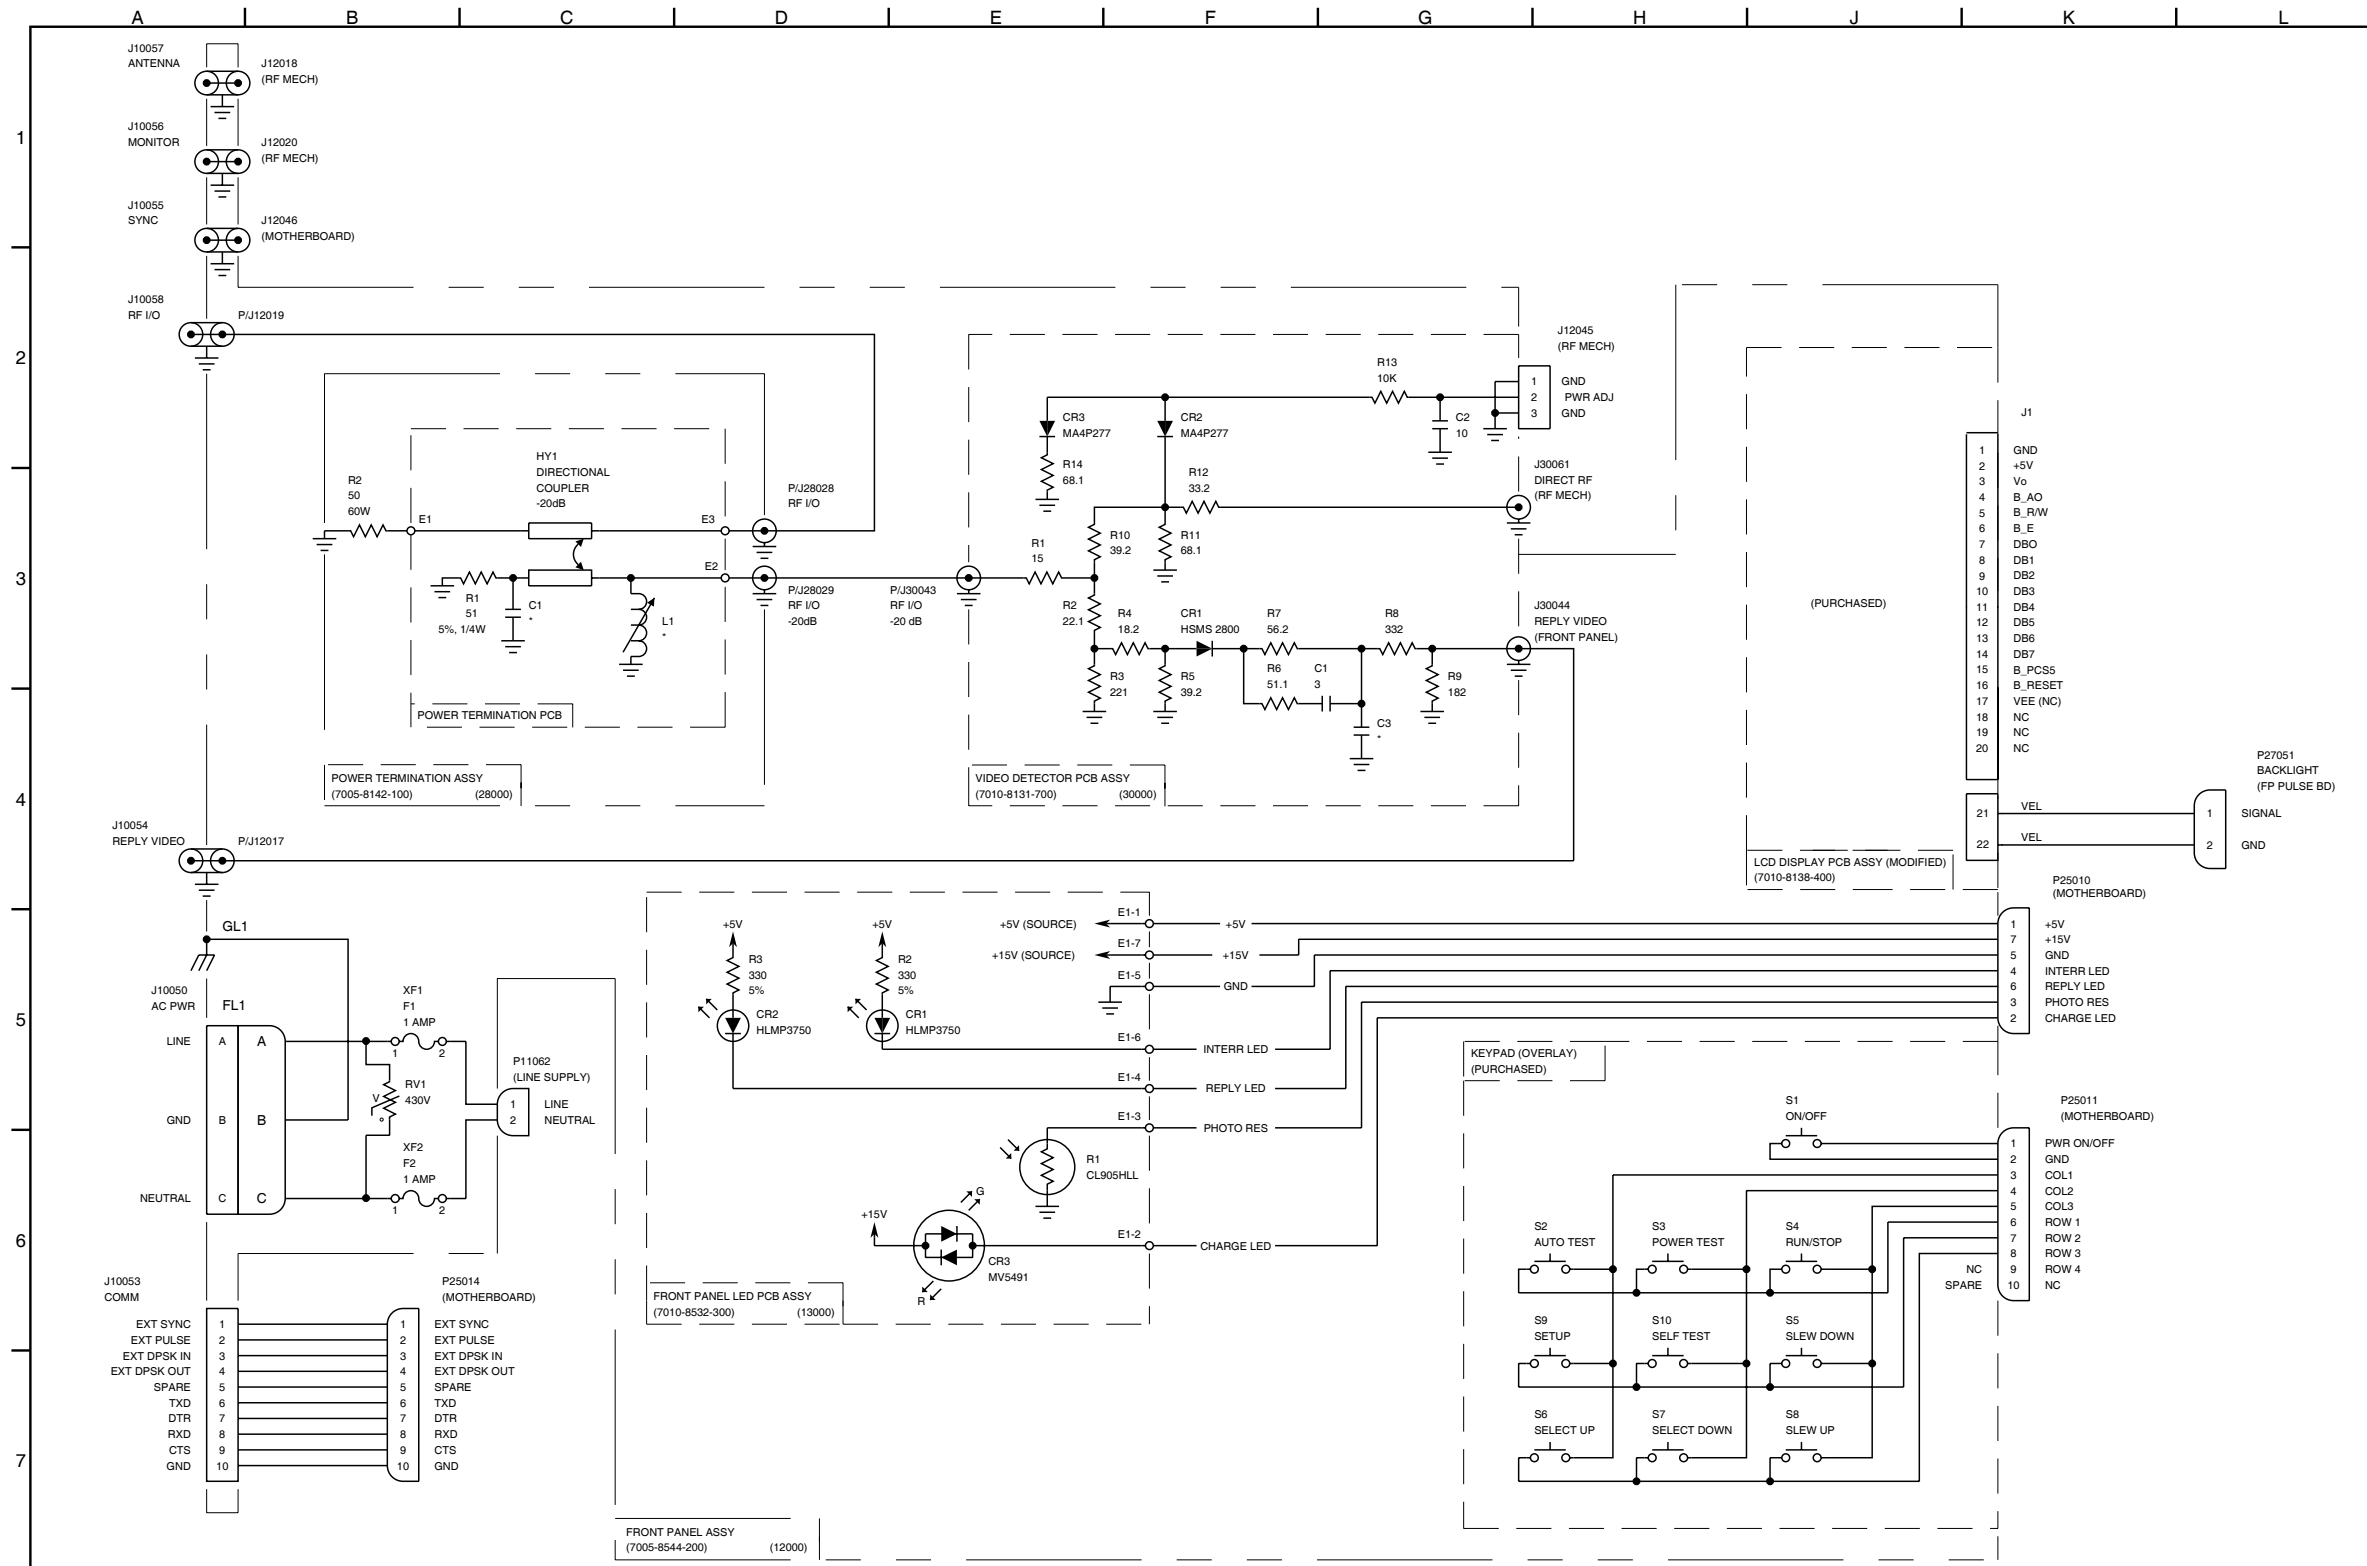 A B C D E F G H J K L
1
2
3
4
5
6
7
J10057
ANTENNA
J12018
(RF MECH)
J10056
MONITOR
J12020
(RF MECH)
J10055
SYNC
J12046
(MOTHERBOARD)
J10058
RF I/O
P/J12019
R2
50
60W
E1
HY1
DIRECTIONAL
COUPLER
-20dB
E3
E2
R1
51
5%, 1/4W
C1
*
L1
*
POWER TERMINATION PCB
POWER TERMINATION ASSY
(7005-8142-100) (28000)
P/J28028
RF I/O
P/J28029
RF I/O
-20dB
P/J30043
RF I/O
-20 dB
R1
15
CR3
MA4P277
R14
68.1
CR2
MA4P277
R12
33.2
R10
39.2
R11
68.1
R13
10K
C2
10
R2
22.1
R3
221
R4
18.2
R5
39.2
CR1
HSMS 2800
R7
56.2
R6
51.1
C1
3
C3
*
R8
332
R9
182
VIDEO DETECTOR PCB ASSY
(7010-8131-700) (30000)
J12045
(RF MECH)
1 GND
2 PWR ADJ
3 GND
J30061
DIRECT RF
(RF MECH)
J30044
REPLY VIDEO
(FRONT PANEL)
(PURCHASED)
J1
1 GND
2 +5V
3 Vo
4 B_AO
5 B_R/W
6 B_E
7 DBO
8 DB1
9 DB2
10 DB3
11 DB4
12 DB5
13 DB6
14 DB7
15 B_PCS5
16 B_RESET
17 VEE (NC)
18 NC
19 NC
20 NC
21 VEL
22 VEL
LCD DISPLAY PCB ASSY (MODIFIED)
(7010-8138-400)
P27051
BACKLIGHT
(FP PULSE BD)
1 SIGNAL
2 GND
J10054
REPLY VIDEO
P/J12017
GL1
J10050
AC PWR
FL1
LINE A A
GND B B
NEUTRAL C C
XF1
F1
1 AMP
1 2
RV1
430V
V
XF2
F2
1 AMP
1 2
P11062
(LINE SUPPLY)
1 LINE
2 NEUTRAL
+5V
R3
330
5%
CR2
HLMP3750
+5V
R2
330
5%
CR1
HLMP3750
+5V (SOURCE) E1-1 +5V
+15V (SOURCE) E1-7 +15V
E1-5 GND
E1-6 INTERR LED
E1-4 REPLY LED
E1-3 PHOTO RES
R1
CL905HLL
+15V
G
R
CR3
MV5491
E1-2 CHARGE LED
FRONT PANEL LED PCB ASSY
(7010-8532-300) (13000)
P25010
(MOTHERBOARD)
1 +5V
7 +15V
5 GND
4 INTERR LED
6 REPLY LED
3 PHOTO RES
2 CHARGE LED
KEYPAD (OVERLAY)
(PURCHASED)
S1
ON/OFF
P25011
(MOTHERBOARD)
1 PWR ON/OFF
2 GND
3 COL1
4 COL2
5 COL3
6 ROW 1
7 ROW 2
8 ROW 3
NC 9 ROW 4
SPARE 10 NC
S2
AUTO TEST
S3
POWER TEST
S4
RUN/STOP
S9
SETUP
S10
SELF TEST
S5
SLEW DOWN
S6
SELECT UP
S7
SELECT DOWN
S8
SLEW UP
J10053
COMM
P25014
(MOTHERBOARD)
EXT SYNC 1 1 EXT SYNC
EXT PULSE 2 2 EXT PULSE
EXT DPSK IN 3 3 EXT DPSK IN
EXT DPSK OUT 4 4 EXT DPSK OUT
SPARE 5 5 SPARE
TXD 6 6 TXD
DTR 7 7 DTR
RXD 8 8 RXD
CTS 9 9 CTS
GND 10 10 GND
FRONT PANEL ASSY
(7005-8544-200) (12000)